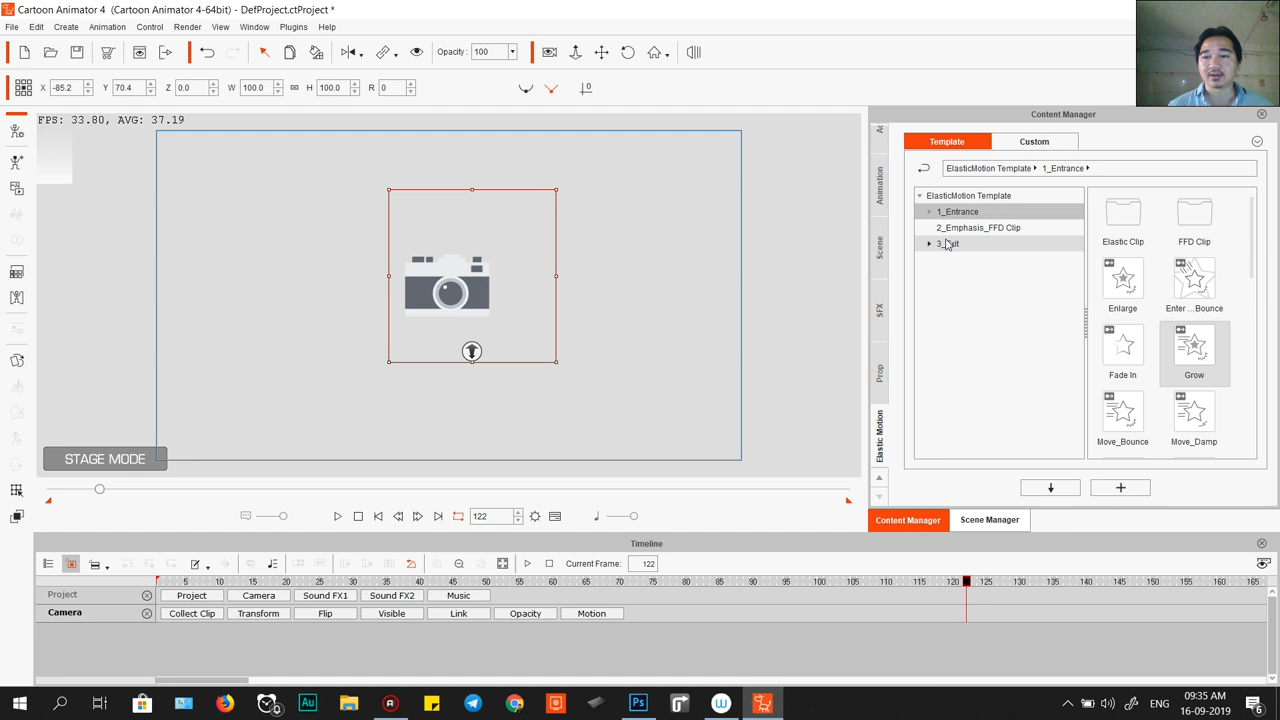 Cartoon Animator 4 (Cartoon Animator 4-64bit) - DefProject.ctProject *
File Edit Create Animation Control Render View Window Plugins Help
Opacity : 100
X -85.2 Y 70.4 Z 0.0 W 100.0 H 100.0 R 0
FPS: 33.80, AVG: 37.19
STAGE MODE
Content Manager
Template Custom
ElasticMotion Template 1_Entrance
ElasticMotion Template
1_Entrance
2_Emphasis_FFD Clip
Animation
Scene
SFX
Prop
Elastic Motion
Elastic Clip FFD Clip
Enlarge Enter ...Bounce
Fade In Grow
Move_Bounce Move_Damp
Content Manager Scene Manager
122
Timeline
Current Frame: 122
5 10 15 20 25 30 35 40 45 50 55 60 65 70 75 80 85 90 95 100 105 110 115 120 125 130 135 140 145 150 155 160 165
Project Project Camera Sound FX1 Sound FX2 Music
Camera Collect Clip Transform Flip Visible Link Opacity Motion
ENG
09:35 AM
16-09-2019
6